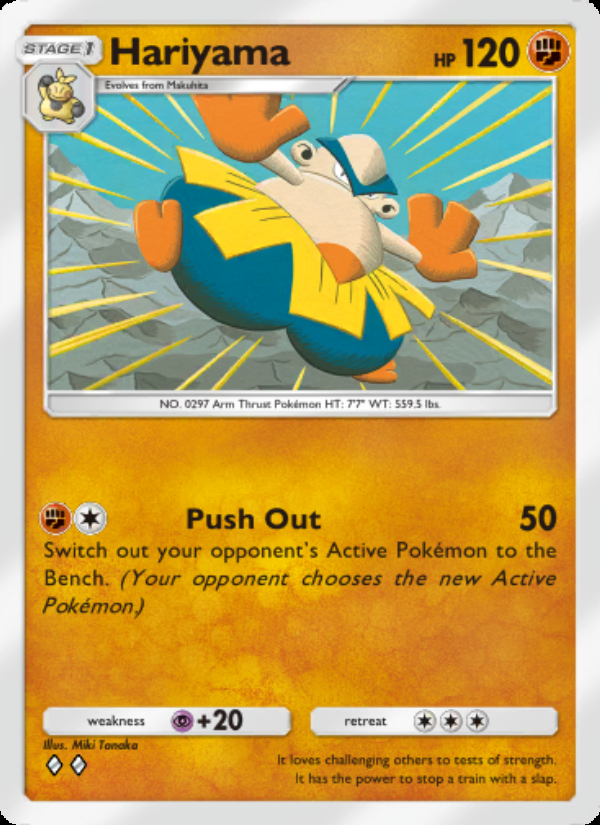 STAGE 1 Hariyama HP 120
Evolves from Makuhita
NO. 0297 Arm Thrust Pokémon HT: 7'7" WT: 559.5 lbs.
Push Out 50
Switch out your opponent's Active Pokémon to the
Bench. (Your opponent chooses the new Active
Pokémon.)
weakness +20 retreat
Illus. Miki Tanaka
It loves challenging others to tests of strength.
It has the power to stop a train with a slap.